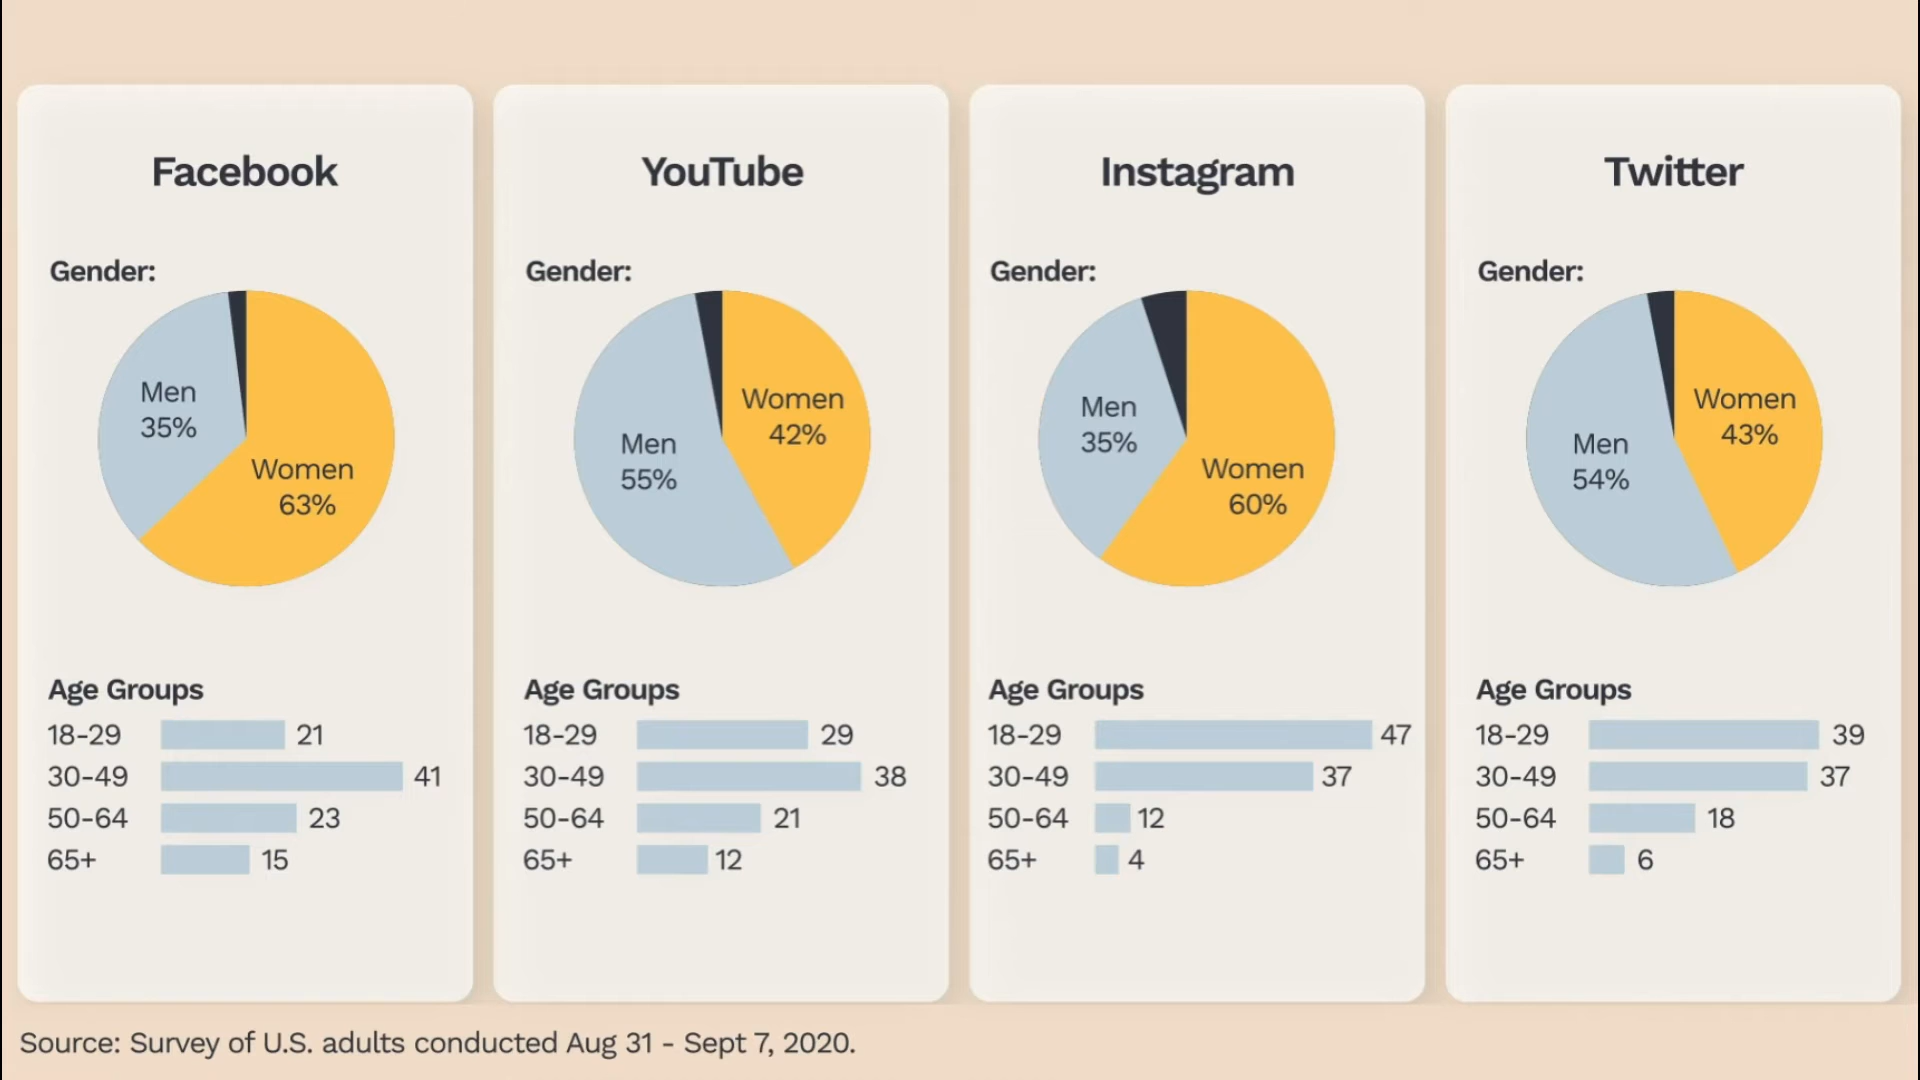 Facebook
Gender:
Men
35%
Women
63%
Age Groups
18-29 21
30-49 41
50-64 23
65+ 15
YouTube
Gender:
Women
42%
Men
55%
Age Groups
18-29 29
30-49 38
50-64 21
65+ 12
Instagram
Gender:
Men
35%
Women
60%
Age Groups
18-29 47
30-49 37
50-64 12
65+ 4
Twitter
Gender:
Women
43%
Men
54%
Age Groups
18-29 39
30-49 37
50-64 18
65+ 6
Source: Survey of U.S. adults conducted Aug 31 - Sept 7, 2020.